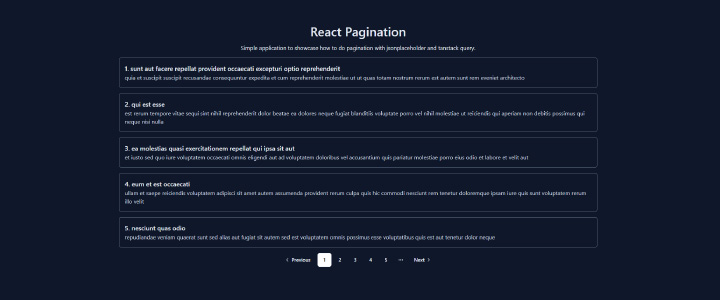 React Pagination
Simple application to showcase how to do pagination with jsonplaceholder and tanstack query.
1. sunt aut facere repellat provident occaecati excepturi optio reprehenderit
quia et suscipit suscipit recusandae consequuntur expedita et cum reprehenderit molestiae ut ut quas totam nostrum rerum est autem sunt rem eveniet architecto
2. qui est esse
est rerum tempore vitae sequi sint nihil reprehenderit dolor beatae ea dolores neque fugiat blanditiis voluptate porro vel nihil molestiae ut reiciendis qui aperiam non debitis possimus qui
neque nisi nulla
3. ea molestias quasi exercitationem repellat qui ipsa sit aut
et iusto sed quo iure voluptatem occaecati omnis eligendi aut ad voluptatem doloribus vel accusantium quis pariatur molestiae porro eius odio et labore et velit aut
4. eum et est occaecati
ullam et saepe reiciendis voluptatem adipisci sit amet autem assumenda provident rerum culpa quis hic commodi nesciunt rem tenetur doloremque ipsam iure quis sunt voluptatem rerum
illo velit
5. nesciunt quas odio
repudiandae veniam quaerat sunt sed alias aut fugiat sit autem sed est voluptatem omnis possimus esse voluptatibus quis est aut tenetur dolor neque
‹ Previous 1 2 3 4 5 ··· Next ›